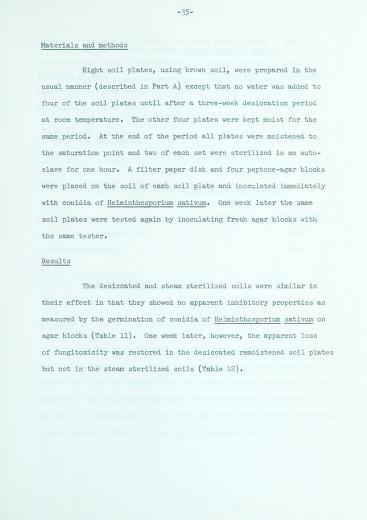 -35-
Materials and methods
Eight soil plates, using brown soil, were prepared in the
usual manner (described in Part A) except that no water was added to
four of the soil plates until after a three-week desiccation period
at room temperature. The other four plates were kept moist for the
same period. At the end of the period all plates were moistened to
the saturation point and two of each set were sterilized in an auto-
clave for one hour. A filter paper disk and four peptone-agar blocks
were placed on the soil of each soil plate and inoculated immediately
with conidia of Helminthosporium sativum. One week later the same
soil plates were tested again by inoculating fresh agar blocks with
the same tester.
Results
The desiccated and steam sterilized soils were similar in
their effect in that they showed no apparent inhibitory properties as
measured by the germination of conidia of Helminthosporium sativum on
agar blocks (Table 11). One week later, however, the apparent loss
of fungitoxicity was restored in the desiccated remoistened soil plates
but not in the steam sterilized soils (Table 12).